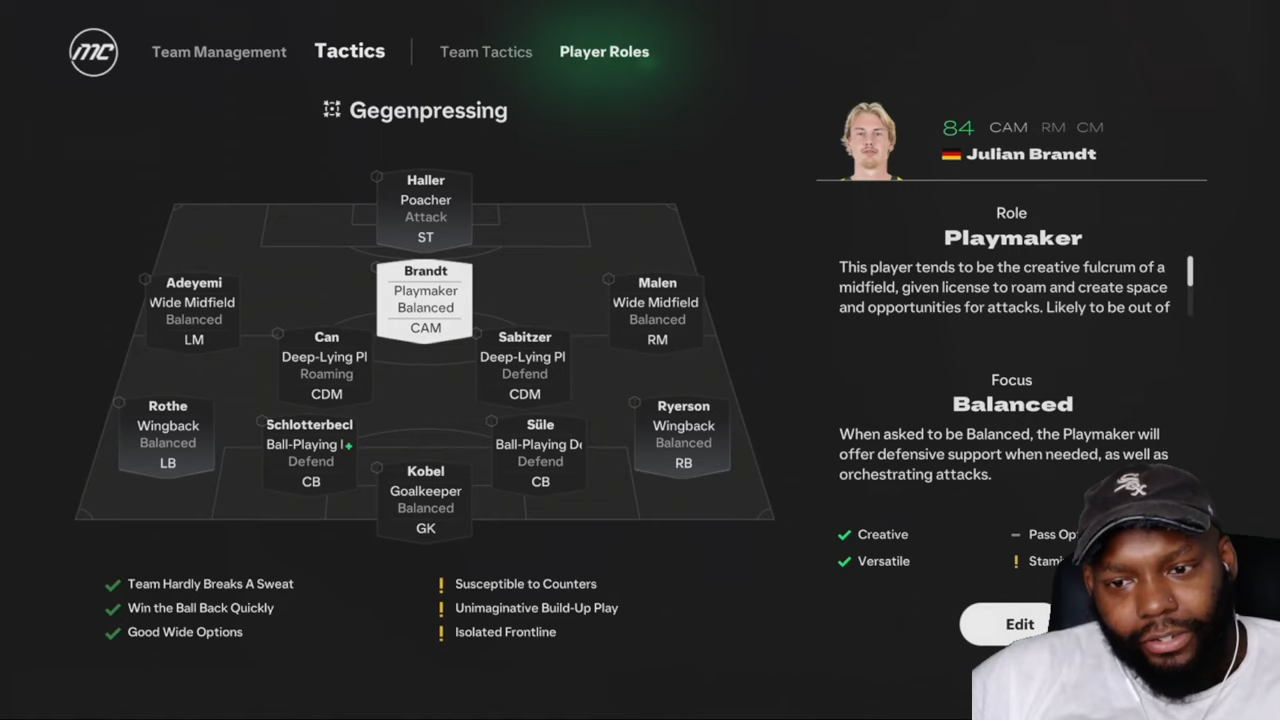 MC
Team Management
Tactics
Team Tactics
Player Roles
Gegenpressing
Haller
Poacher
Attack
ST
Brandt
Playmaker
Balanced
CAM
Adeyemi
Wide Midfield
Balanced
LM
Malen
Wide Midfield
Balanced
RM
Can
Deep-Lying Pl
Roaming
CDM
Sabitzer
Deep-Lying Pl
Defend
CDM
Rothe
Wingback
Balanced
LB
Schlotterbecl
Ball-Playing
Defend
CB
Süle
Ball-Playing De
Defend
CB
Ryerson
Wingback
Balanced
RB
Kobel
Goalkeeper
Balanced
GK
Team Hardly Breaks A Sweat
Win the Ball Back Quickly
Good Wide Options
Susceptible to Counters
Unimaginative Build-Up Play
Isolated Frontline
84 CAM RM CM
Julian Brandt
Role
Playmaker
This player tends to be the creative fulcrum of a
midfield, given license to roam and create space
and opportunities for attacks. Likely to be out of
Focus
Balanced
When asked to be Balanced, the Playmaker will
offer defensive support when needed, as well as
orchestrating attacks.
Creative
Pass Op
Versatile
Stami
Edit
Sox